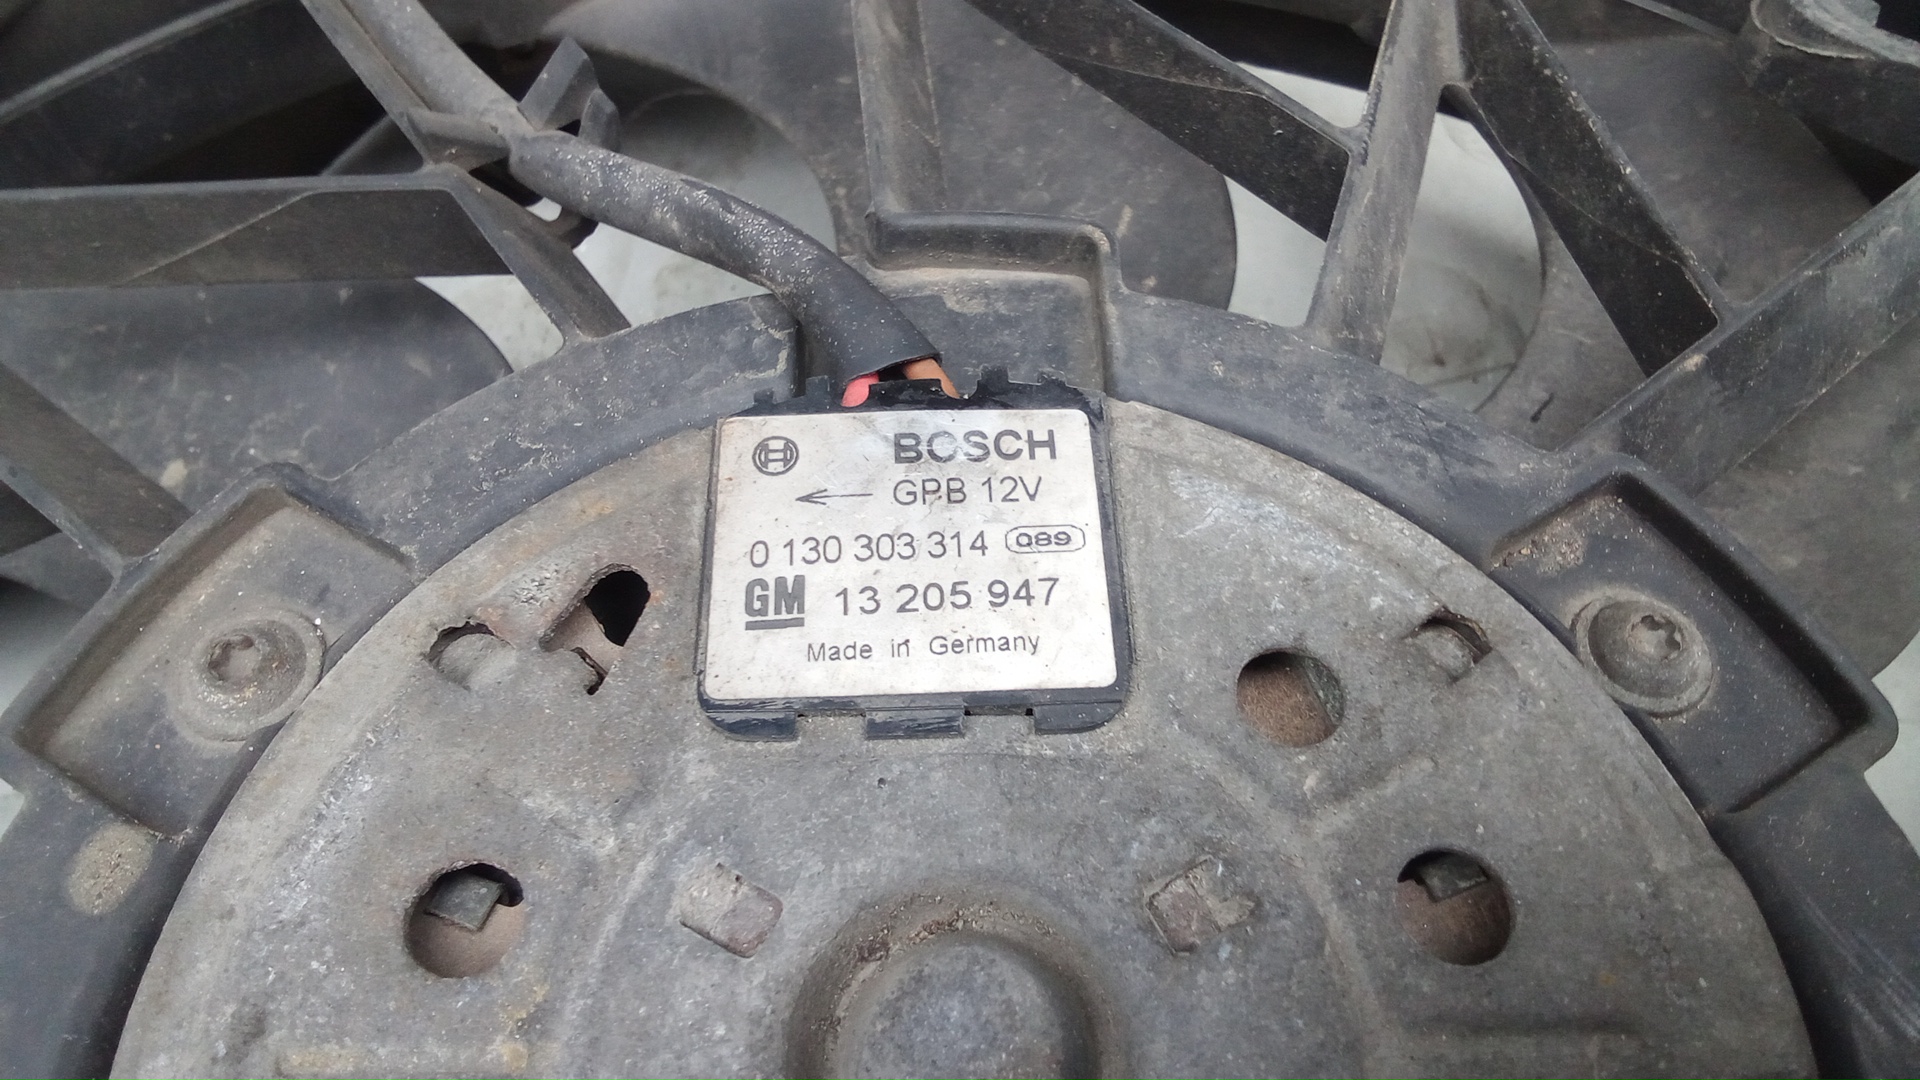 BOSCH
GPB 12V
0 130 303 314 Q89
GM 13 205 947
Made in Germany